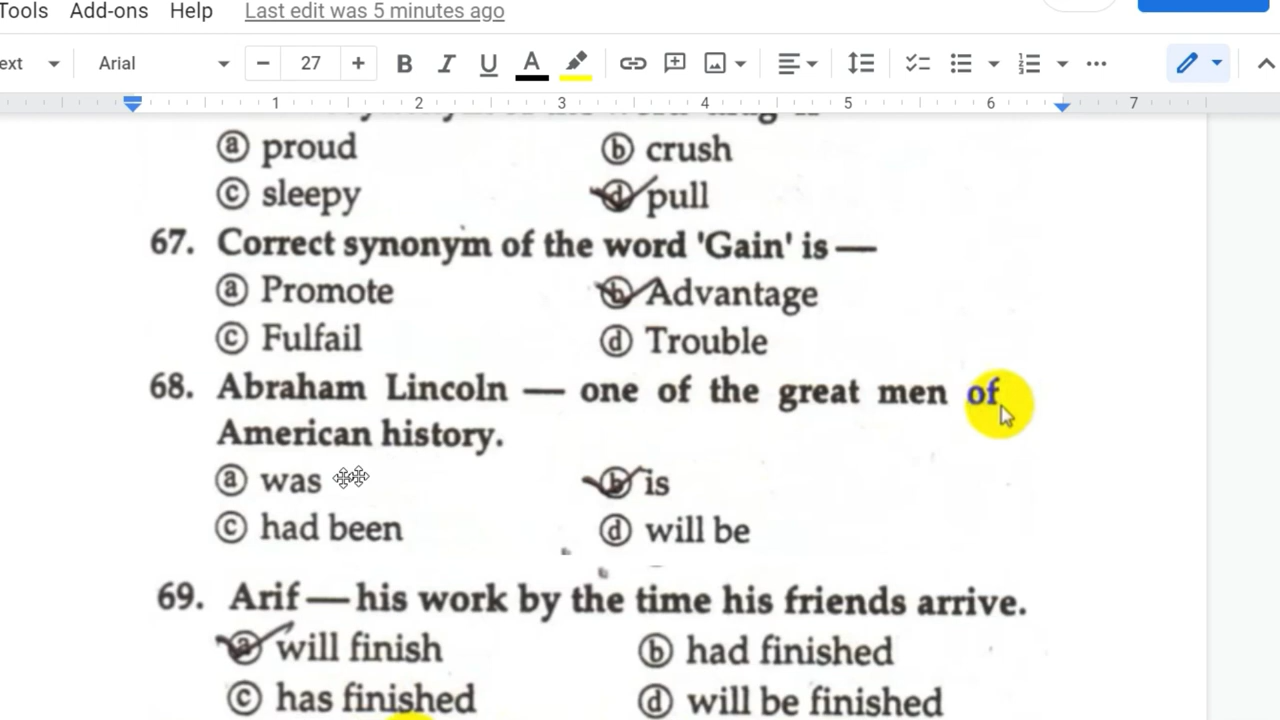 Tools Add-ons Help Last edit was 5 minutes ago
ext Arial 27 B I U A
1 2 3 4 5 6 7
ⓐ proud ⓑ crush
ⓒ sleepy ⓓ pull
67. Correct synonym of the word 'Gain' is —
ⓐ Promote ⓑ Advantage
ⓒ Fulfail ⓓ Trouble
68. Abraham Lincoln — one of the great men of
American history.
ⓐ was ⓑ is
ⓒ had been ⓓ will be
69. Arif — his work by the time his friends arrive.
ⓐ will finish ⓑ had finished
ⓒ has finished ⓓ will be finished